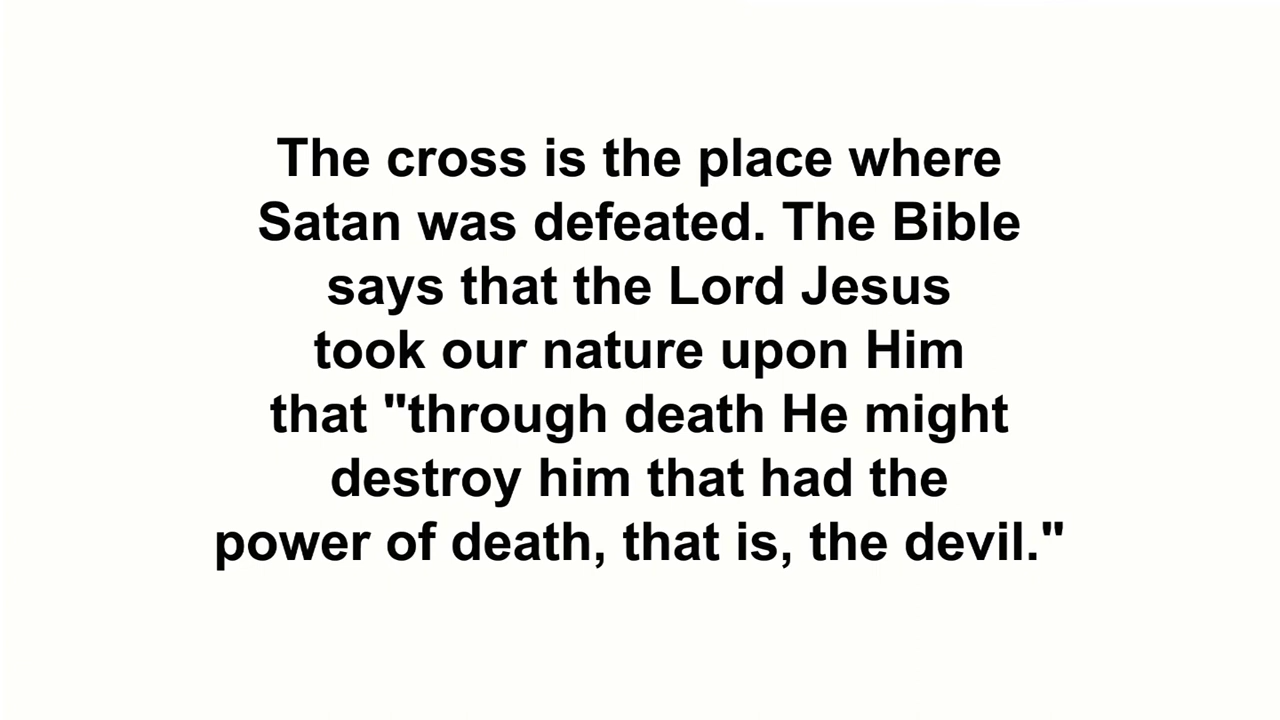 The cross is the place where
Satan was defeated. The Bible
says that the Lord Jesus
took our nature upon Him
that "through death He might
destroy him that had the
power of death, that is, the devil."